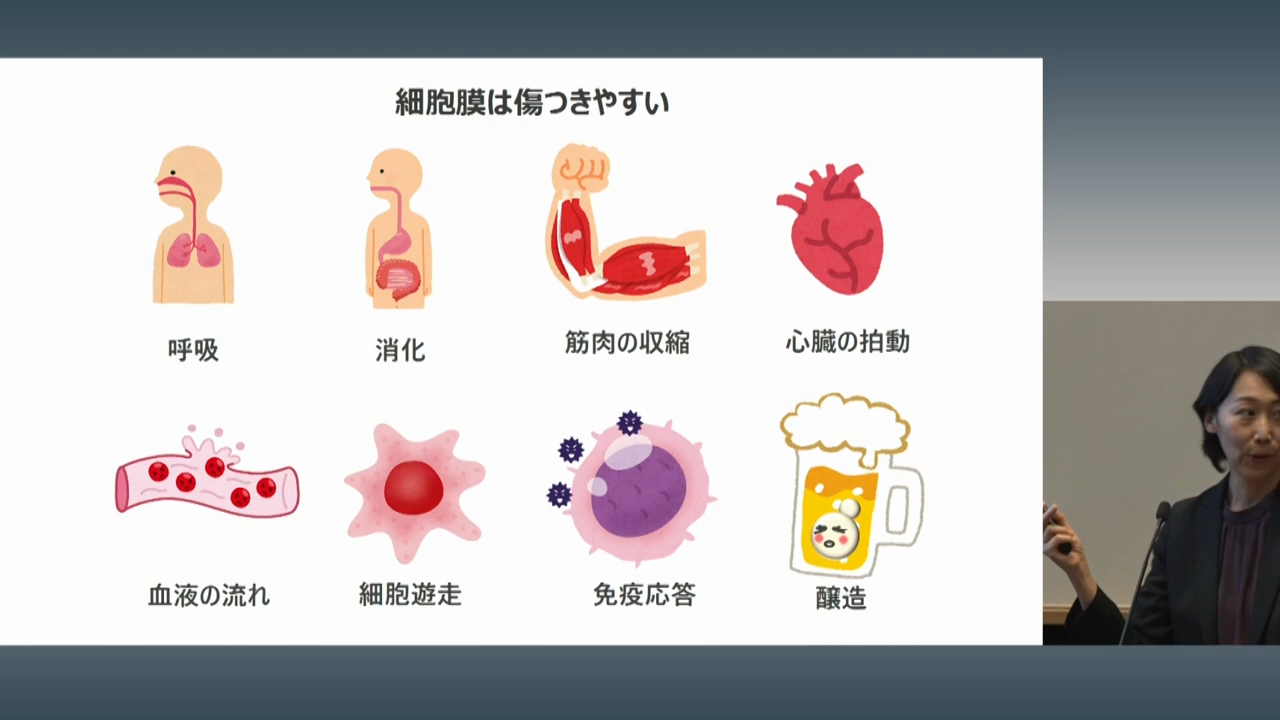 細胞膜は傷つきやすい
呼吸
消化
筋肉の収縮
心臓の拍動
血液の流れ
細胞遊走
免疫応答
醸造